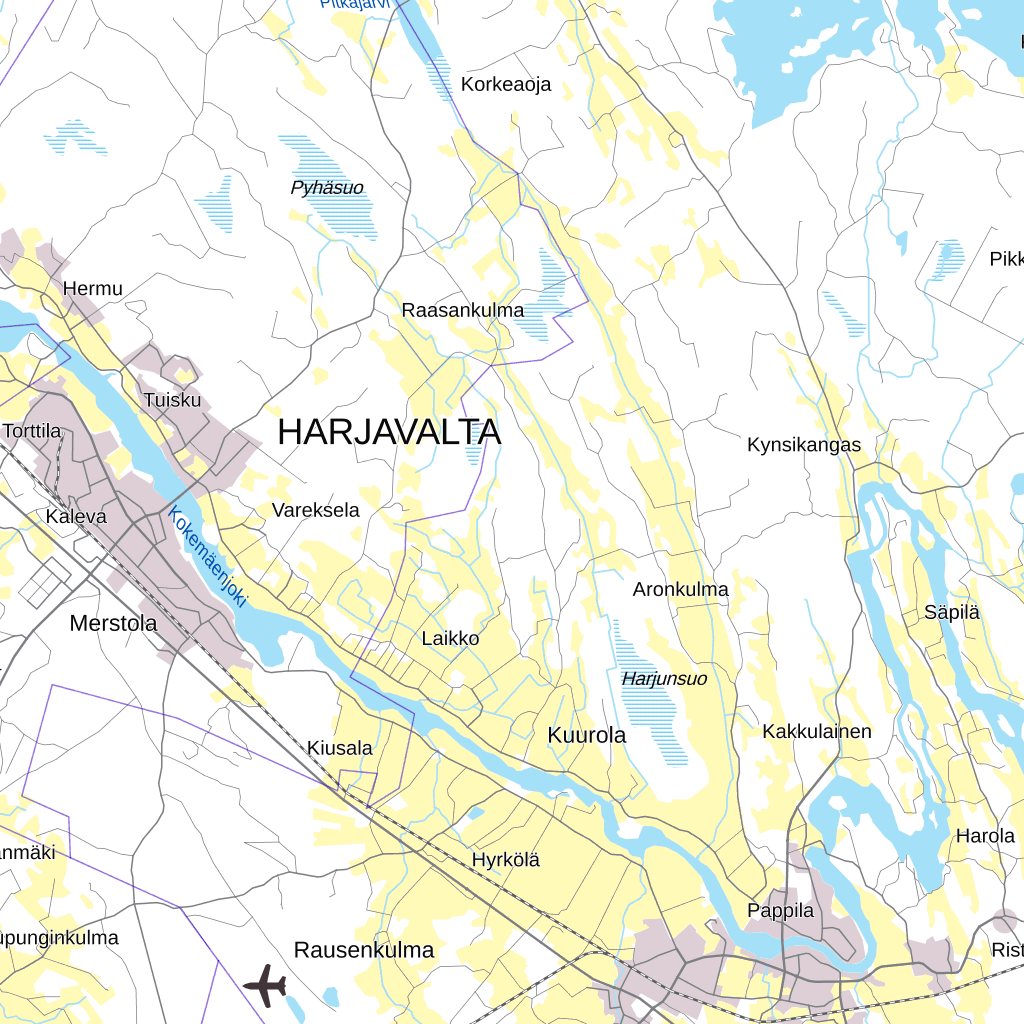 Pitkäjärvi
Korkeaoja
Pyhäsuo
Pikk
Hermu
Raasankulma
Tuisku
Torttila
HARJAVALTA
Kynsikangas
Vareksela
Kaleva
Kokemäenjoki
Aronkulma
Säpilä
Merstola
Laikko
Harjunsuo
Kuurola
Kakkulainen
Kiusala
Harola
anmäki
Hyrkölä
Pappila
upunginkulma
Rausenkulma
Rist